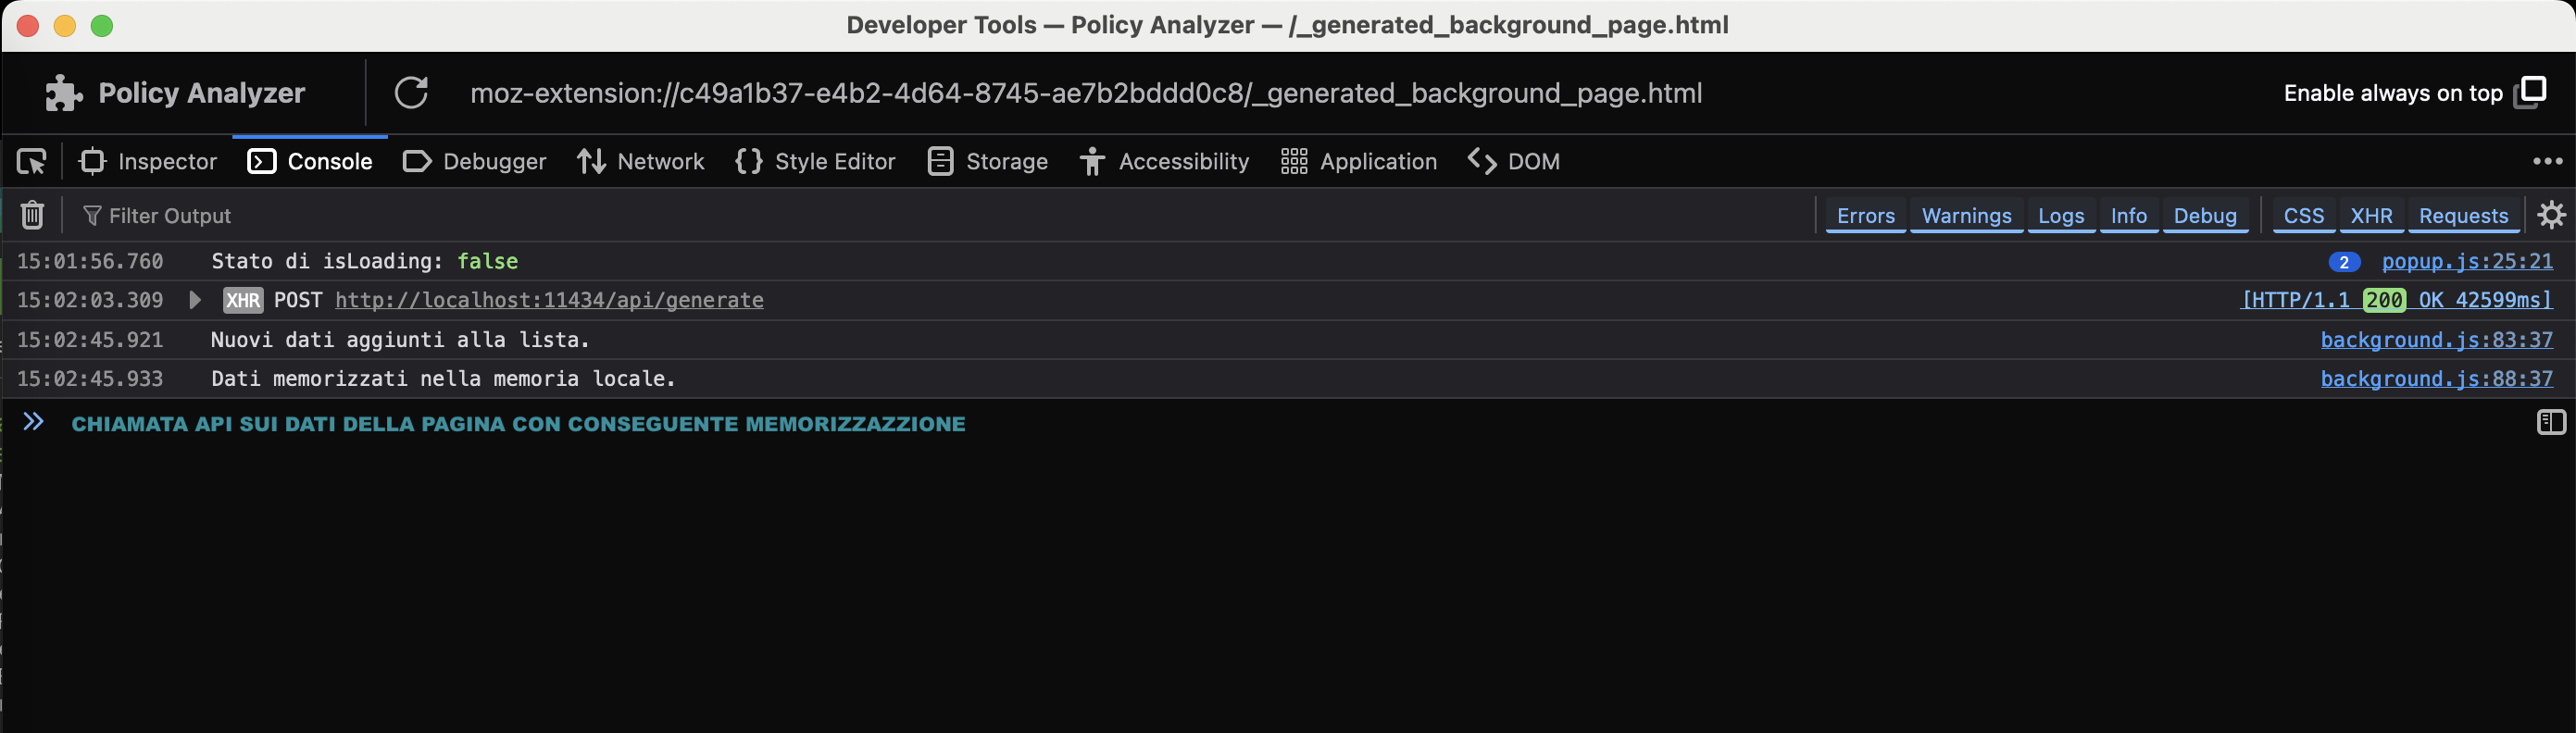 Developer Tools — Policy Analyzer — /_generated_background_page.html
Policy Analyzer moz-extension://c49a1b37-e4b2-4d64-8745-ae7b2bddd0c8/_generated_background_page.html Enable always on top
Inspector Console Debugger Network Style Editor Storage Accessibility Application DOM
Filter Output Errors Warnings Logs Info Debug CSS XHR Requests
15:01:56.760 Stato di isLoading: false 2 popup.js:25:21
15:02:03.309 XHR POST http://localhost:11434/api/generate [HTTP/1.1 200 OK 42599ms]
15:02:45.921 Nuovi dati aggiunti alla lista. background.js:83:37
15:02:45.933 Dati memorizzati nella memoria locale. background.js:88:37
CHIAMATA API SUI DATI DELLA PAGINA CON CONSEGUENTE MEMORIZZAZZIONE